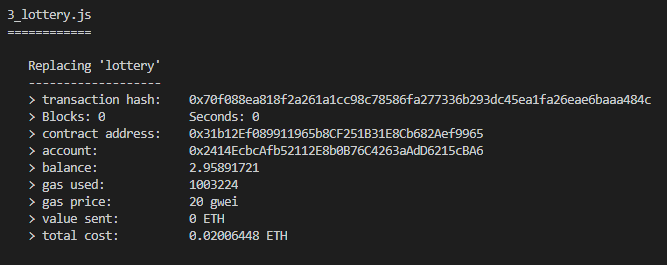 3_lottery.js
============
Replacing 'lottery'
-------------------
> transaction hash: 0x70f088ea818f2a261a1cc98c78586fa277336b293dc45ea1fa26eae6baaa484c
> Blocks: 0 Seconds: 0
> contract address: 0x31b12Ef089911965b8CF251B31E8Cb682Aef9965
> account: 0x2414EcbcAfb52112E8b0B76C4263aAdD6215cBA6
> balance: 2.95891721
> gas used: 1003224
> gas price: 20 gwei
> value sent: 0 ETH
> total cost: 0.02006448 ETH